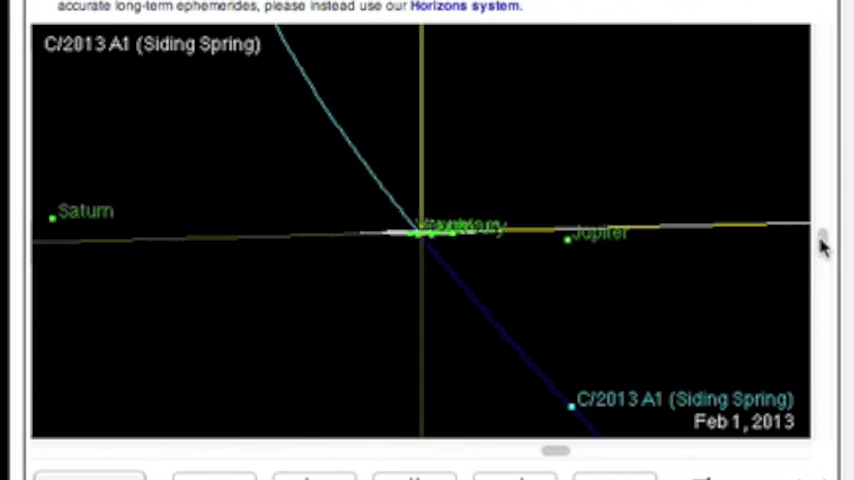 accurate long-term ephemerides, please instead use our Horizons system.
C/2013 A1 (Siding Spring)
Saturn
Jupiter
C/2013 A1 (Siding Spring)
Feb 1, 2013